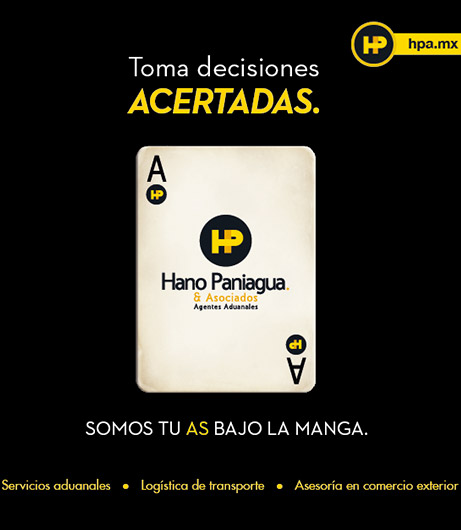 HP hpa.mx
Toma decisiones
ACERTADAS.
A
HP
HP
Hano Paniagua.
& Asociados
Agentes Aduanales
HP
A
SOMOS TU AS BAJO LA MANGA.
Servicios aduanales • Logística de transporte • Asesoría en comercio exterior